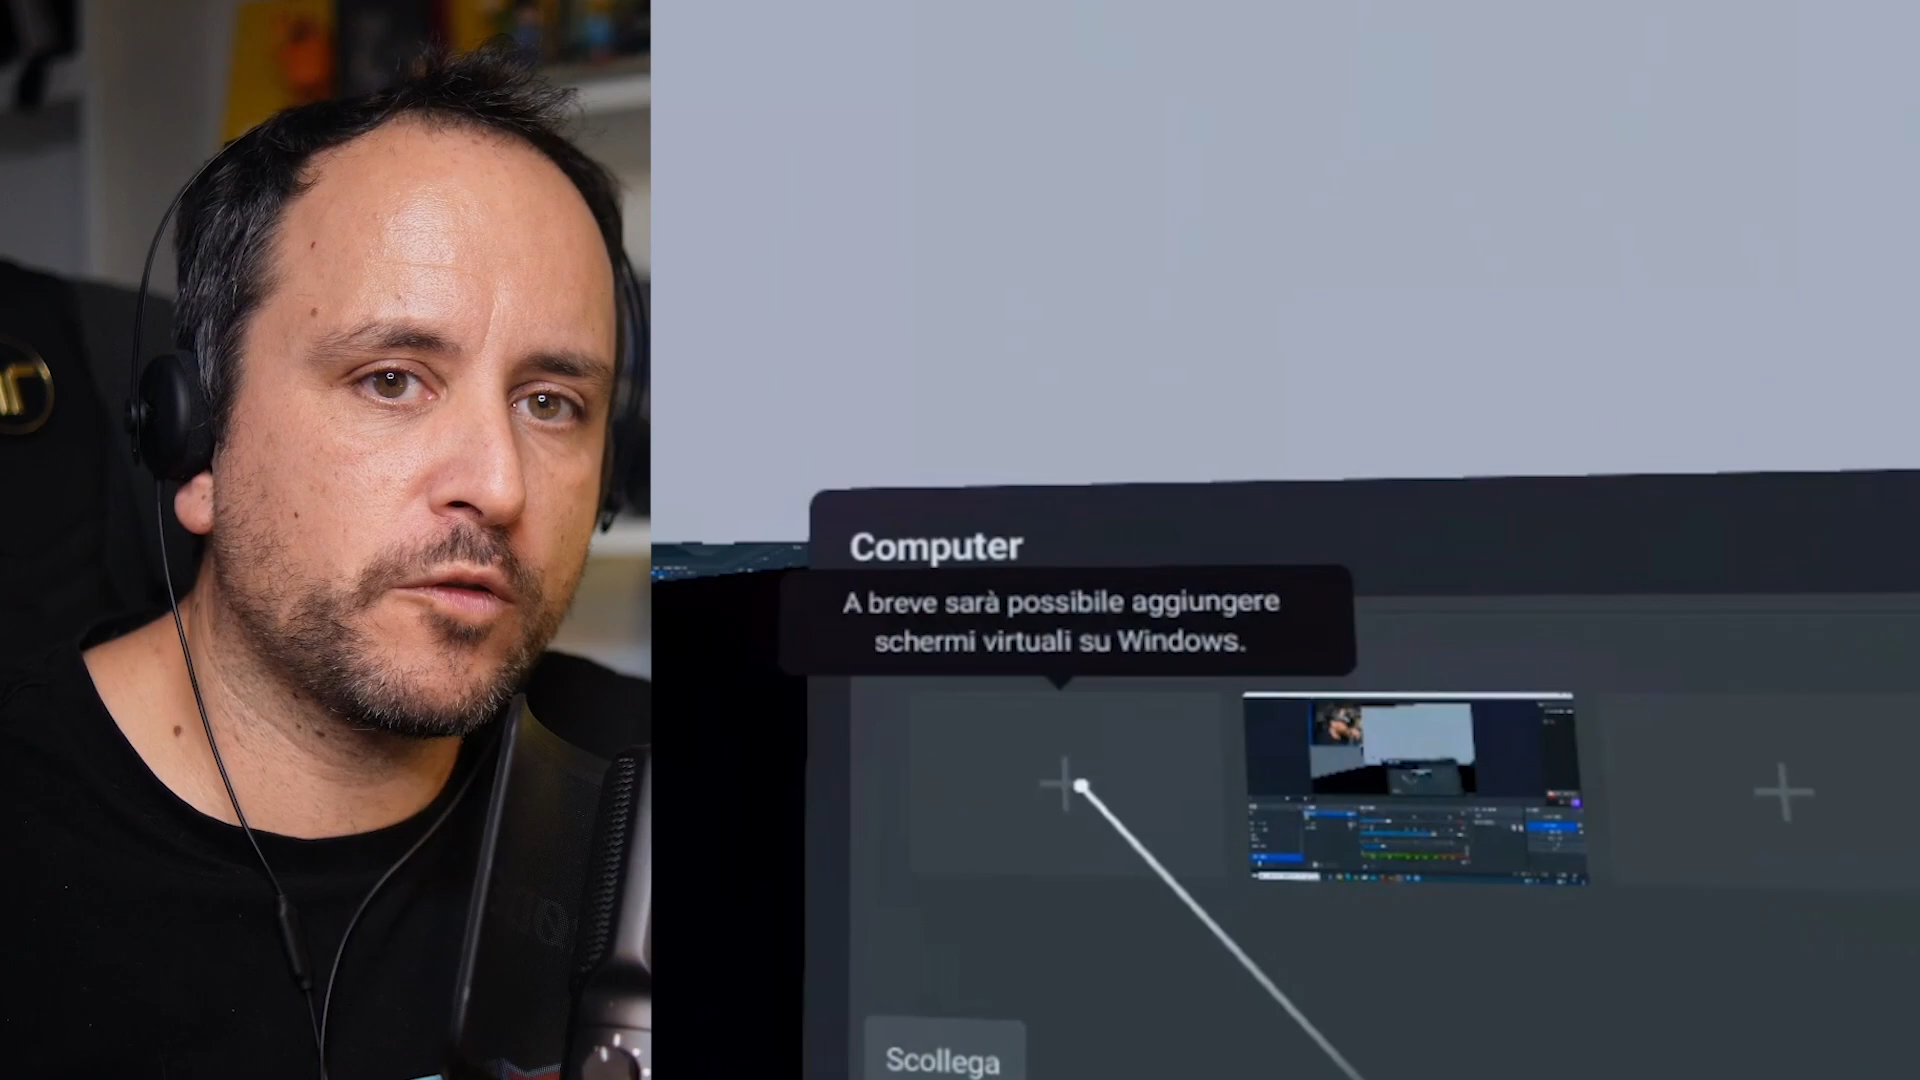 Computer
A breve sarà possibile aggiungere
schermi virtuali su Windows.
Scollega